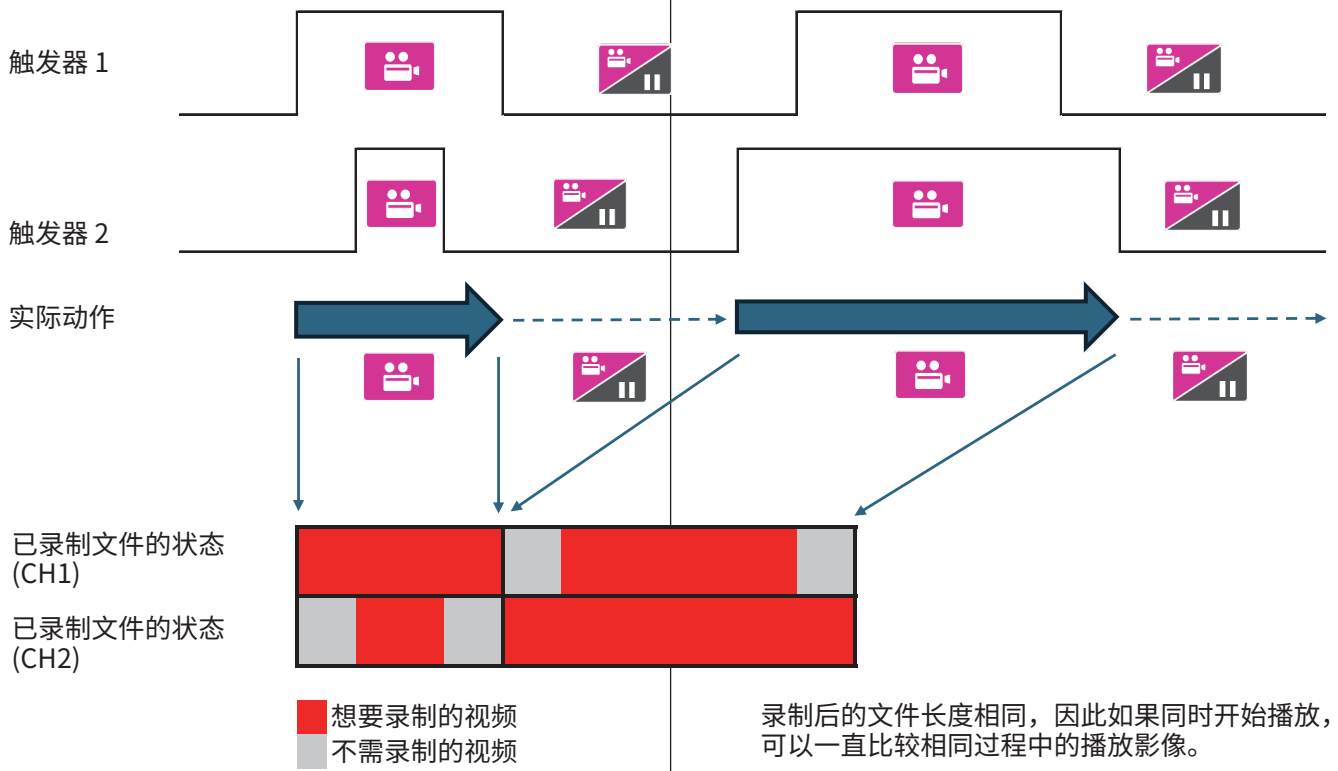 触发器 1
触发器 2
实际动作
已录制文件的状态
(CH1)
已录制文件的状态
(CH2)
想要录制的视频
不需录制的视频
录制后的文件长度相同，因此如果同时开始播放，
可以一直比较相同过程中的播放影像。